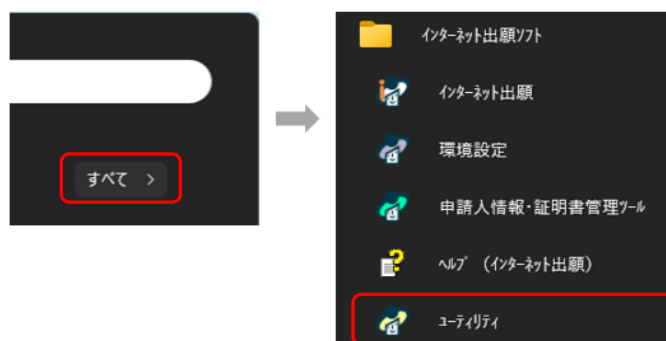 すべて >
インターネット出願ソフト
インターネット出願
環境設定
申請人情報・証明書管理ツール
ヘルプ (インターネット出願)
ユーティリティ